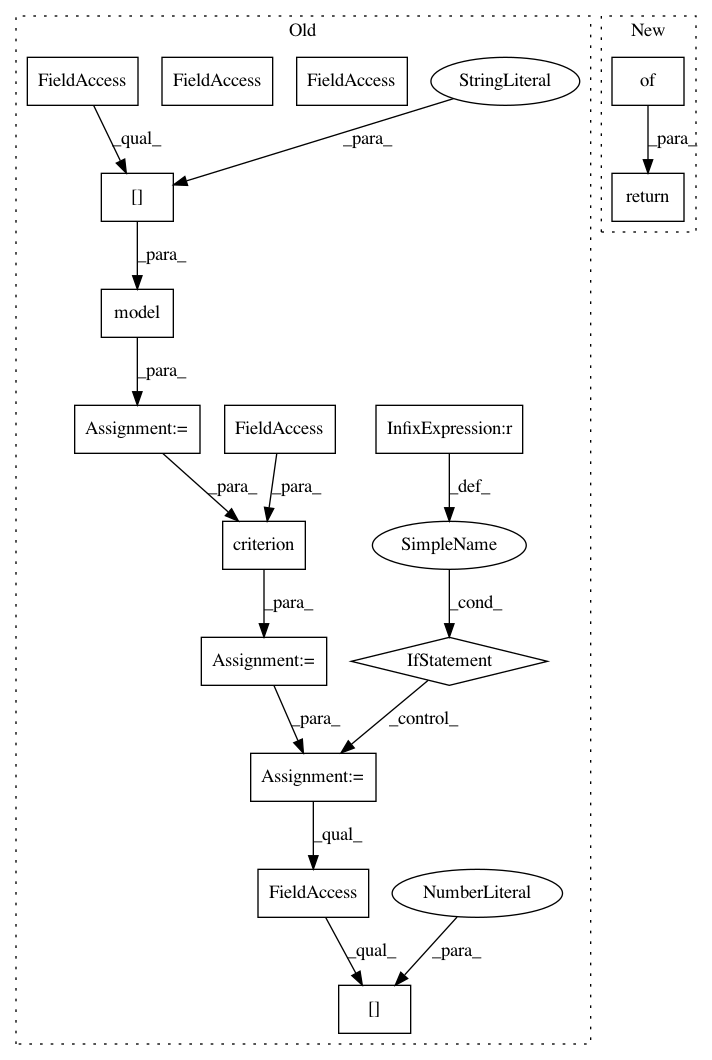 Old
New
FieldAccess
FieldAccess
FieldAccess
StringLiteral
of
_qual_
_para_
_para_
[]
return
_para_
model
_para_
Assignment:=
FieldAccess
InfixExpression:r
_para_
_para_
_def_
criterion
SimpleName
_para_
_cond_
Assignment:=
IfStatement
_para_
_control_
Assignment:=
_qual_
FieldAccess
NumberLiteral
_qual_
_para_
[]